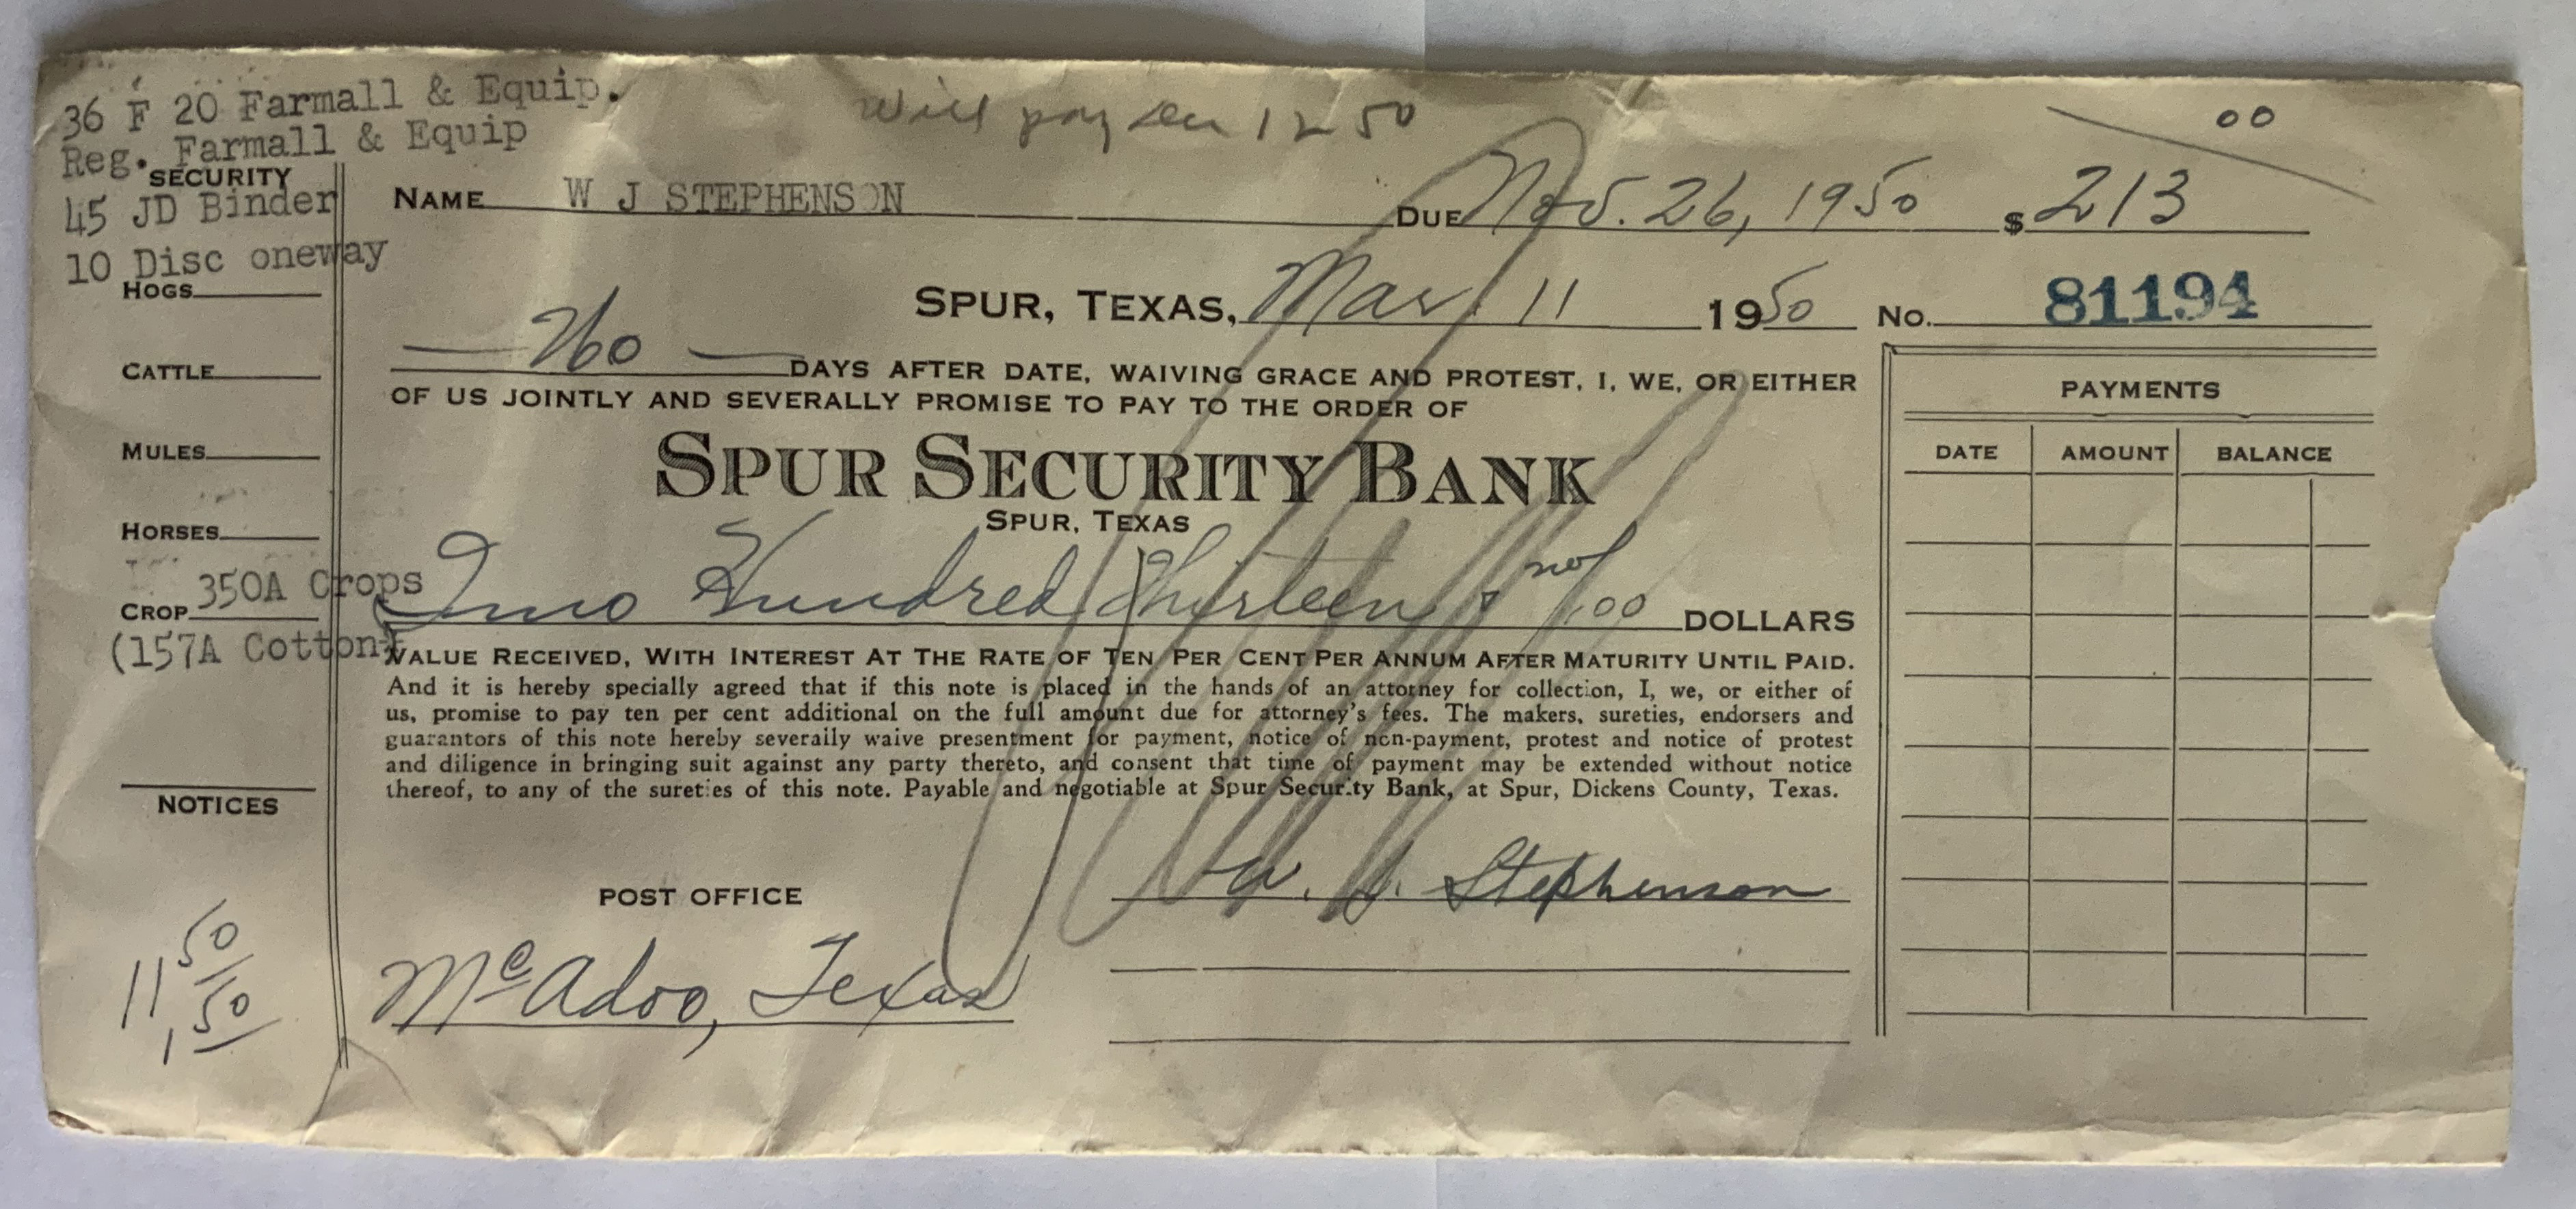 36 F 20 Farmall & Equip.
Reg. Farmall & Equip
SECURITY
45 JD Binder
10 Disc oneway
HOGS
CATTLE
MULES
HORSES
350A Crops
CROP
(157A Cotton)
NOTICES
11 50
1 50
Will pay Dec 12 50
NAME W J STEPHENSON DUE Nov. 26, 1950 $ 213 00
SPUR, TEXAS, Mar. 11 1950 No. 81194
260 DAYS AFTER DATE, WAIVING GRACE AND PROTEST, I, WE, OR EITHER
OF US JOINTLY AND SEVERALLY PROMISE TO PAY TO THE ORDER OF
SPUR SECURITY BANK
SPUR, TEXAS
Two Hundred Thirteen & no/100 DOLLARS
VALUE RECEIVED, WITH INTEREST AT THE RATE OF TEN PER CENT PER ANNUM AFTER MATURITY UNTIL PAID.
And it is hereby specially agreed that if this note is placed in the hands of an attorney for collection, I, we, or either of
us, promise to pay ten per cent additional on the full amount due for attorney's fees. The makers, sureties, endorsers and
guarantors of this note hereby severally waive presentment for payment, notice of non-payment, protest and notice of protest
and diligence in bringing suit against any party thereto, and consent that time of payment may be extended without notice
thereof, to any of the sureties of this note. Payable and negotiable at Spur Security Bank, at Spur, Dickens County, Texas.
POST OFFICE
W. J. Stephenson
McAdoo, Texas
PAYMENTS
DATE AMOUNT BALANCE